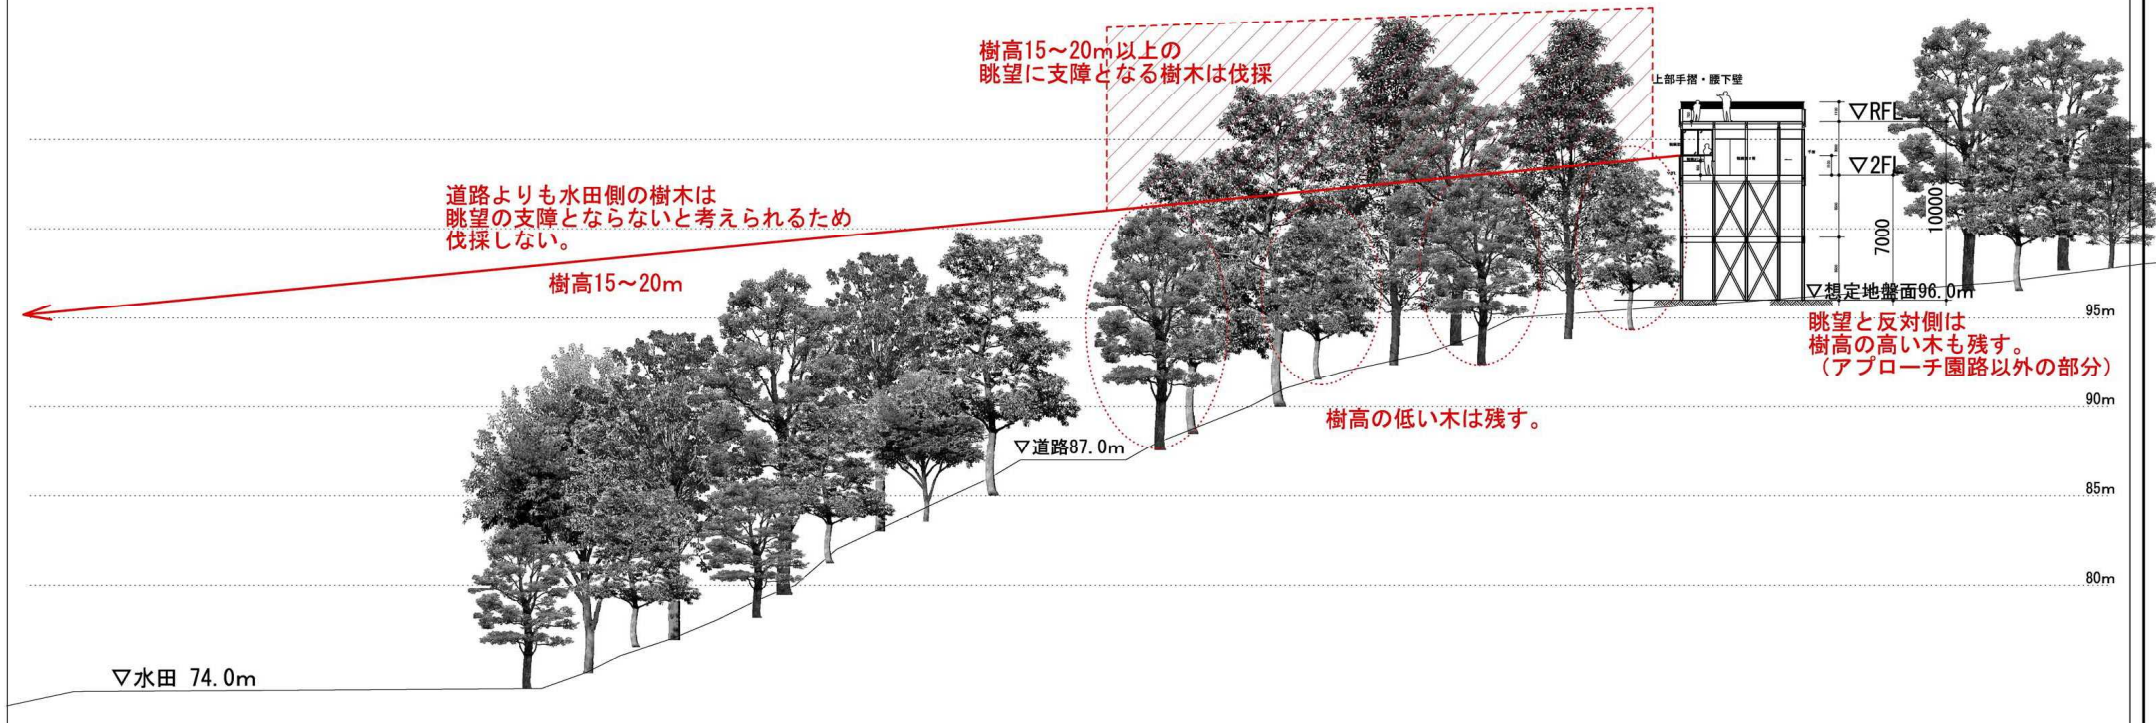 樹高15～20m以上の
眺望に支障となる樹木は伐採
上部手摺・腰下壁
▽RFL
▽2FL
道路よりも水田側の樹木は
眺望の支障とならないと考えられるため
伐採しない。
樹高15～20m
7000
10000
▽想定地盤面96.0m
95m
眺望と反対側は
樹高の高い木も残す。
（アプローチ園路以外の部分）
90m
樹高の低い木は残す。
▽道路87.0m
85m
80m
▽水田 74.0m